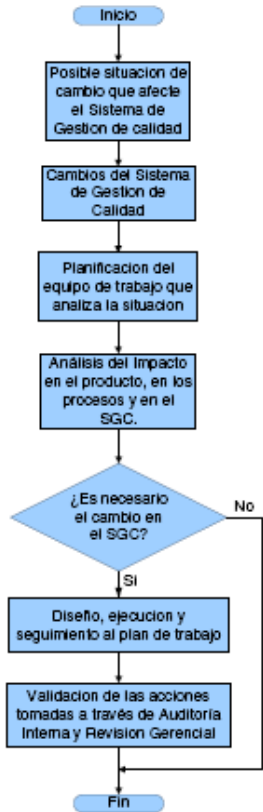 Inicio
Posible situacion de
cambio que afecte
el Sistema de
Gestion de calidad
Cambios del Sistema
de Gestion de
Calidad
Planificacion del
equipo de trabajo que
analiza la situacion
Análisis del Impacto
en el producto, en los
procesos y en el
SGC.
¿Es necesario
el cambio en
el SGC?
No
Si
Diseño, ejecucion y
seguimiento al plan de trabajo
Validacion de las acciones
tomadas a través de Auditoría
Interna y Revision Gerencial
Fin